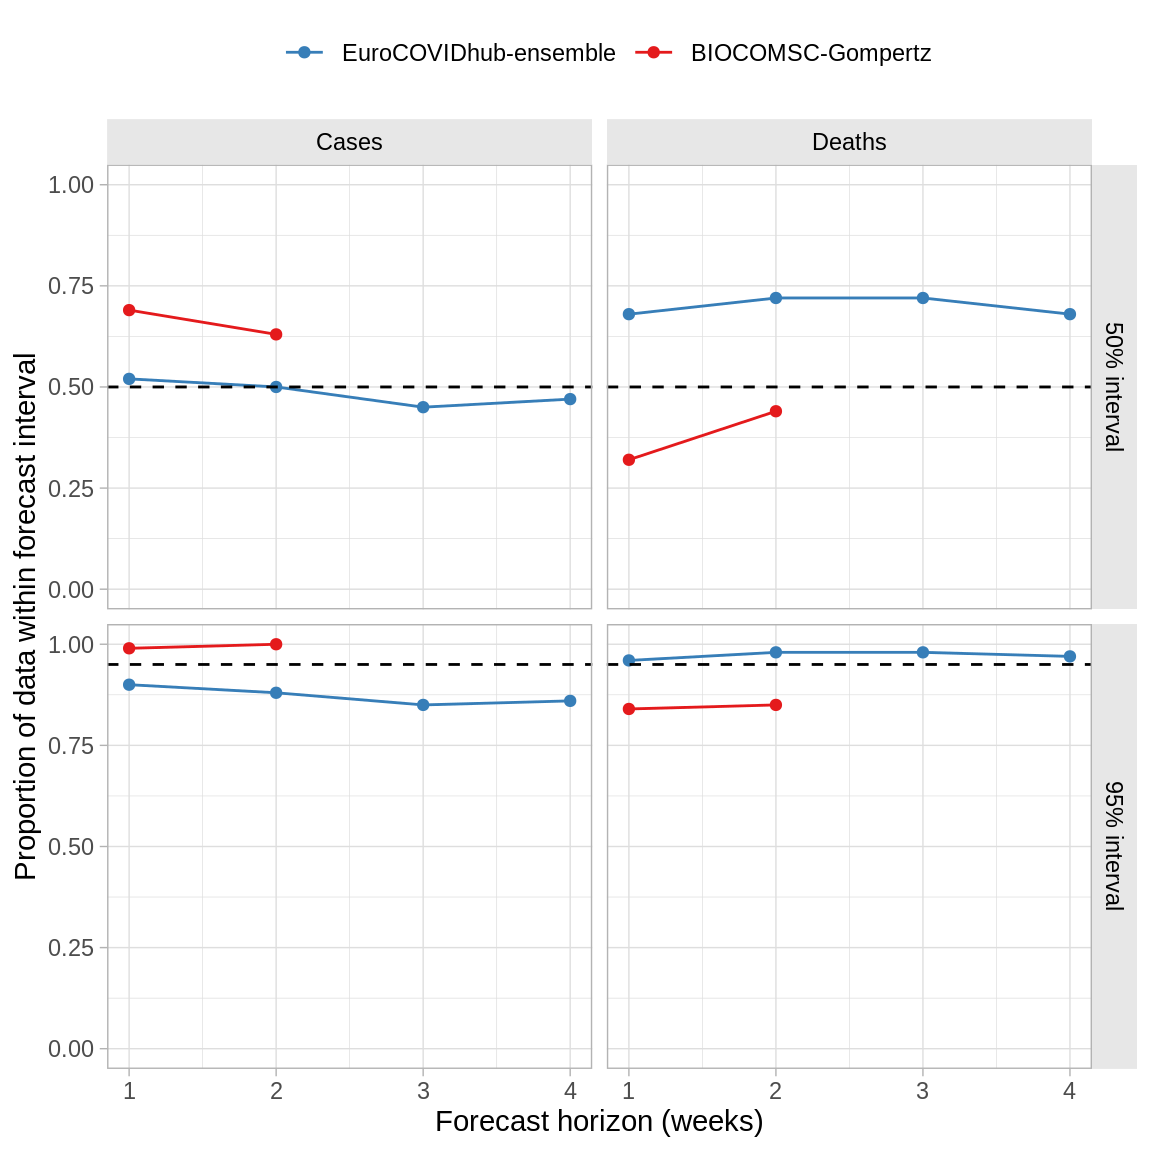 EuroCOVIDhub-ensemble BIOCOMSC-Gompertz
Cases Deaths
1.00
0.75
0.50
0.25
0.00
50% interval
1.00
0.75
0.50
0.25
0.00
95% interval
Proportion of data within forecast interval
1 2 3 4 1 2 3 4
Forecast horizon (weeks)